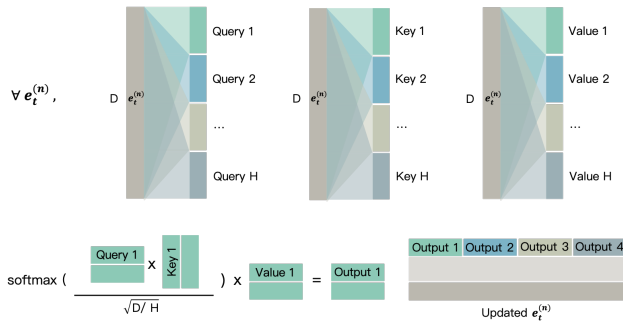 ∀ e_t^(n),
D e_t^(n)
Query 1
Query 2
...
Query H
D e_t^(n)
Key 1
Key 2
...
Key H
D e_t^(n)
Value 1
Value 2
...
Value H
softmax ( Query 1 x Key 1 / √D/ H ) x Value 1 = Output 1
Output 1 Output 2 Output 3 Output 4
Updated e_t^(n)